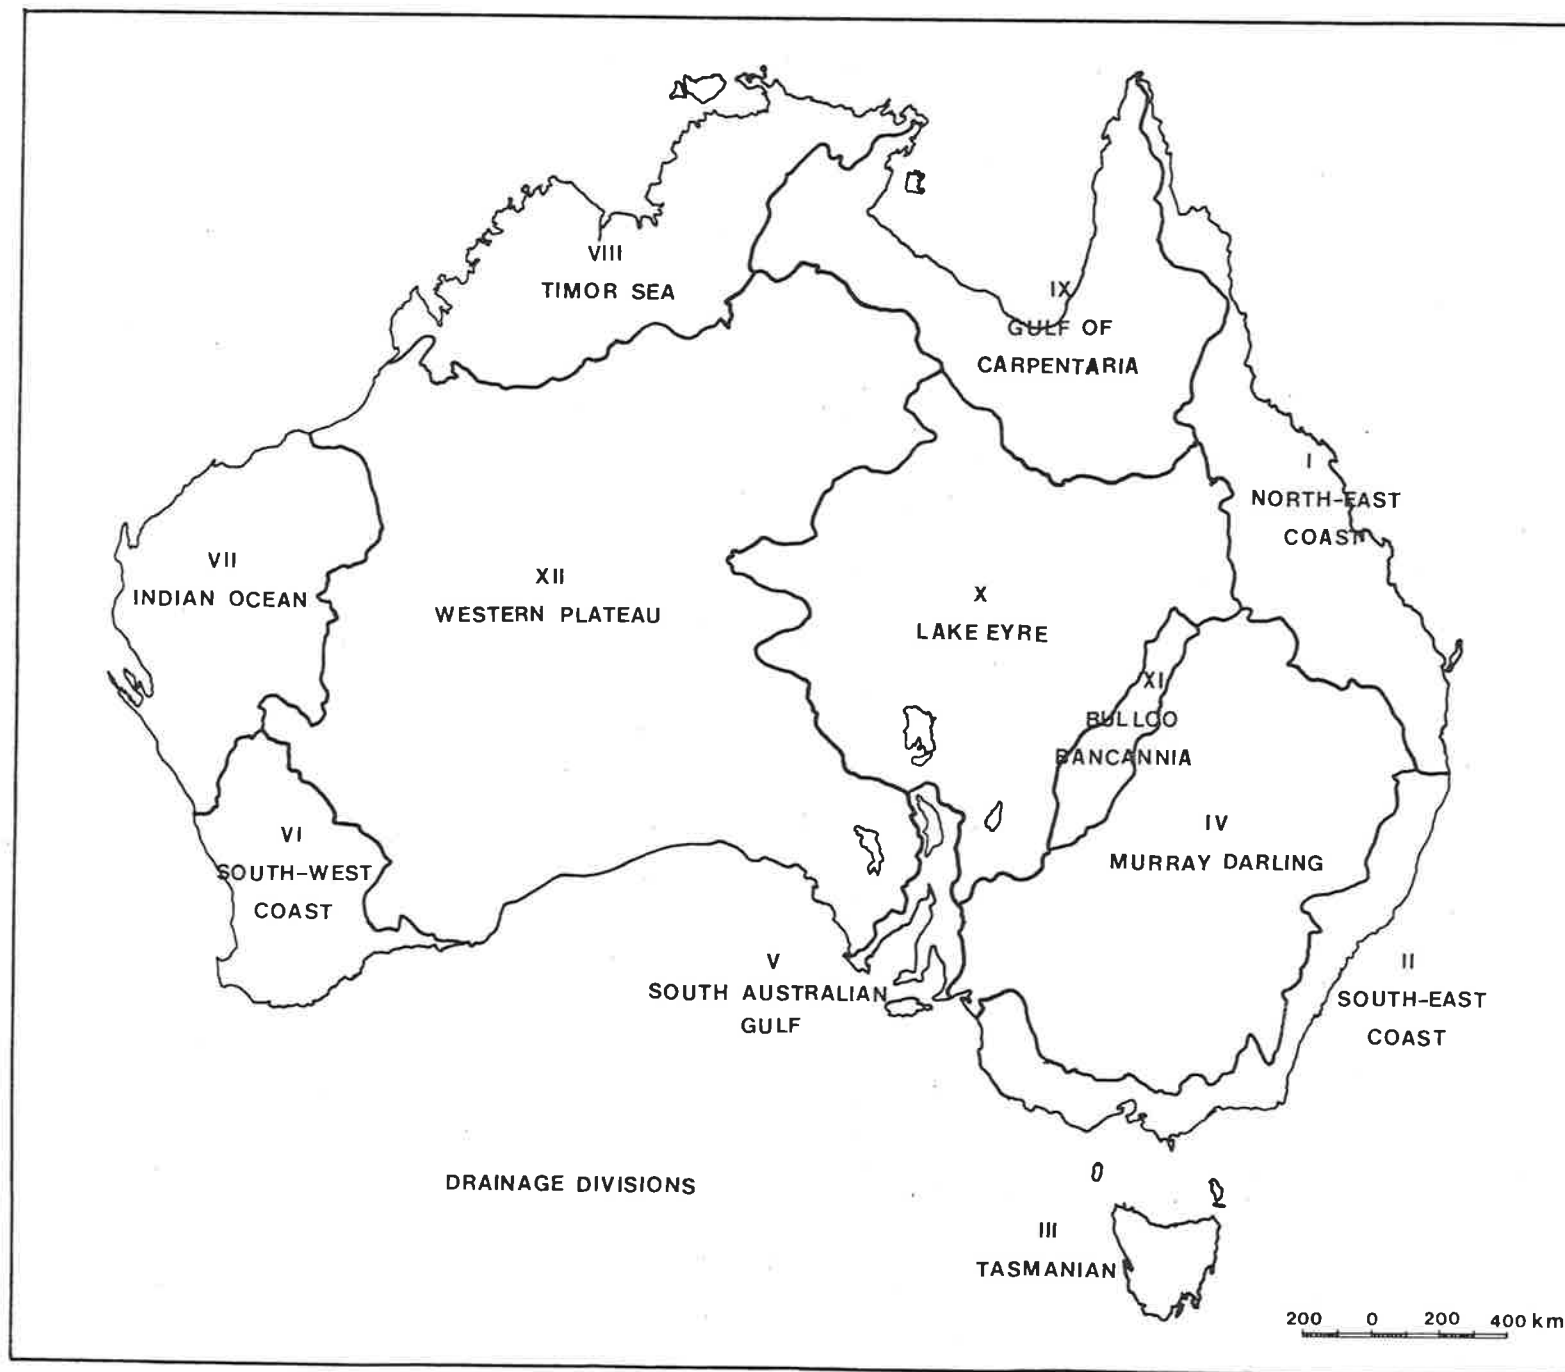 VIII
TIMOR SEA
IX
GULF OF
CARPENTARIA
I
NORTH-EAST
COAST
VII
INDIAN OCEAN
XII
WESTERN PLATEAU
X
LAKE EYRE
XI
BULLOO
BANCANNIA
IV
MURRAY DARLING
VI
SOUTH-WEST
COAST
V
SOUTH AUSTRALIAN
GULF
II
SOUTH-EAST
COAST
DRAINAGE DIVISIONS
III
TASMANIAN
200 0 200 400 km